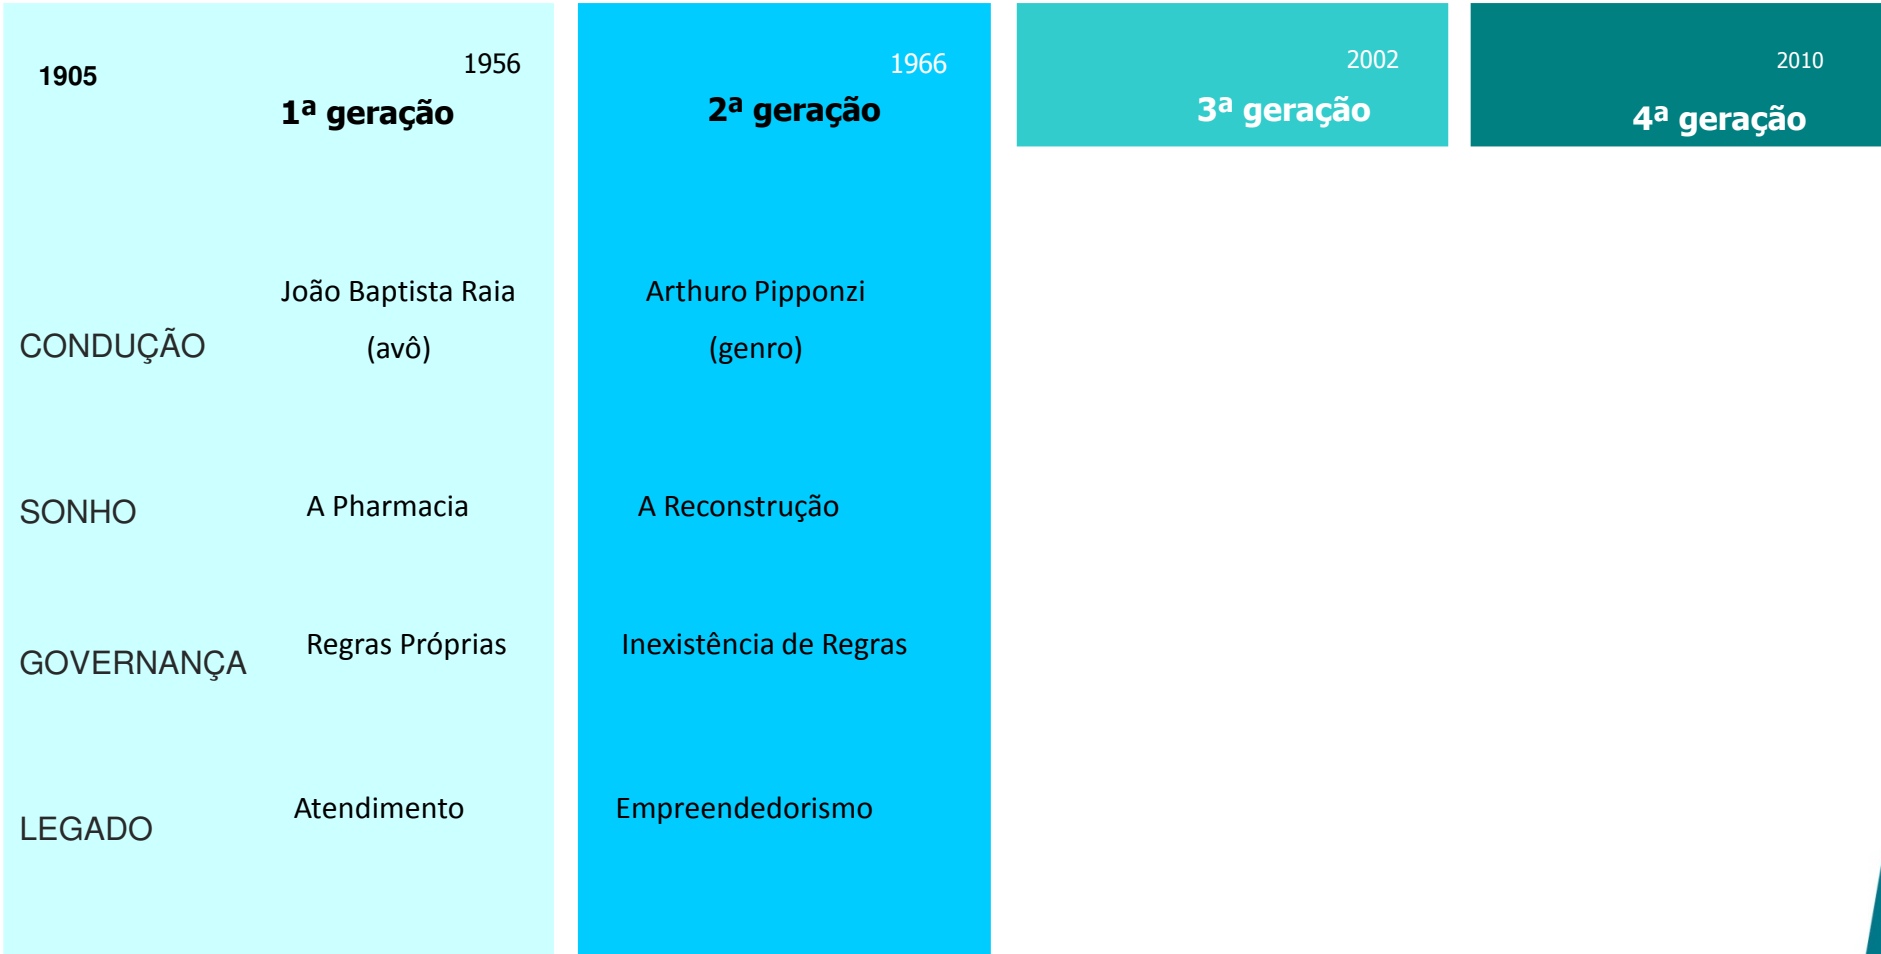 1905
1956
1ª geração
1966
2ª geração
2002
3ª geração
2010
4ª geração
CONDUÇÃO
João Baptista Raia
(avô)
Arthuro Pipponzi
(genro)
SONHO
A Pharmacia
A Reconstrução
GOVERNANÇA
Regras Próprias
Inexistência de Regras
LEGADO
Atendimento
Empreendedorismo